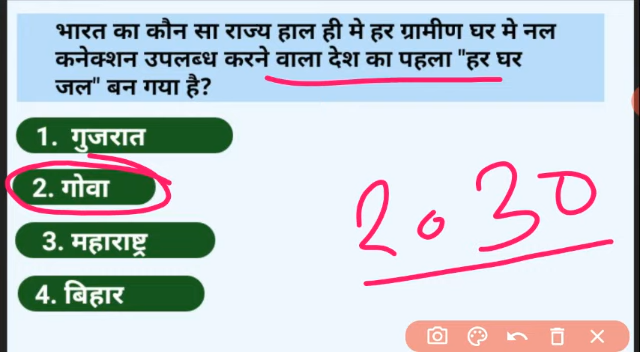 भारत का कौन सा राज्य हाल ही मे हर ग्रामीण घर मे नल
कनेक्शन उपलब्ध करने वाला देश का पहला "हर घर
जल" बन गया है?
1. गुजरात
2. गोवा
3. महाराष्ट्र
4. बिहार
2030